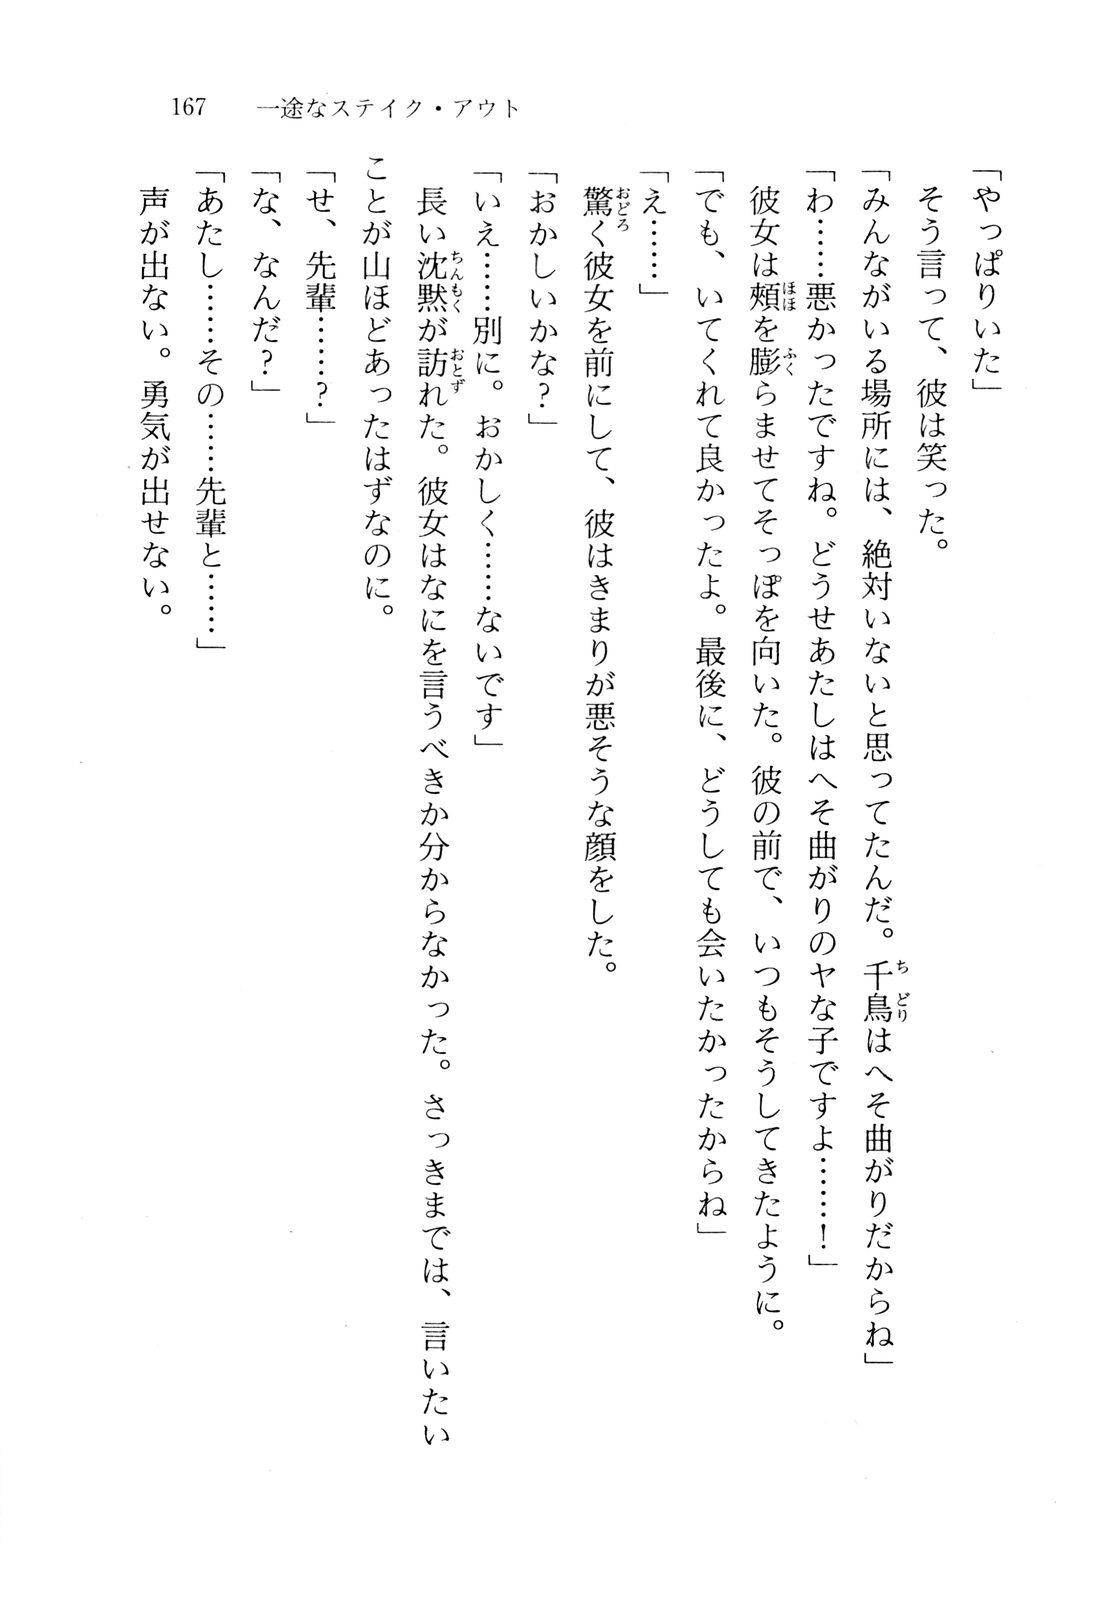 167　一途なステイク・アウト
「やっぱりいた」
　そう言って、彼は笑った。
「みんながいる場所には、絶対いないと思ってたんだ。千鳥はへそ曲がりだからね」
「わ……悪かったですね。どうせあたしはへそ曲がりのヤな子ですよ……！」
　彼女は頰を膨らませてそっぽを向いた。彼の前で、いつもそうしてきたように。
「でも、いてくれて良かったよ。最後に、どうしても会いたかったからね」
「え……」
　驚く彼女を前にして、彼はきまりが悪そうな顔をした。
「おかしいかな？」
「いえ……別に。おかしく……ないです」
　長い沈黙が訪れた。彼女はなにを言うべきか分からなかった。さっきまでは、言いたい
ことが山ほどあったはずなのに。
「せ、先輩……？」
「な、なんだ？」
「あたし……その……先輩と……」
　声が出ない。勇気が出せない。